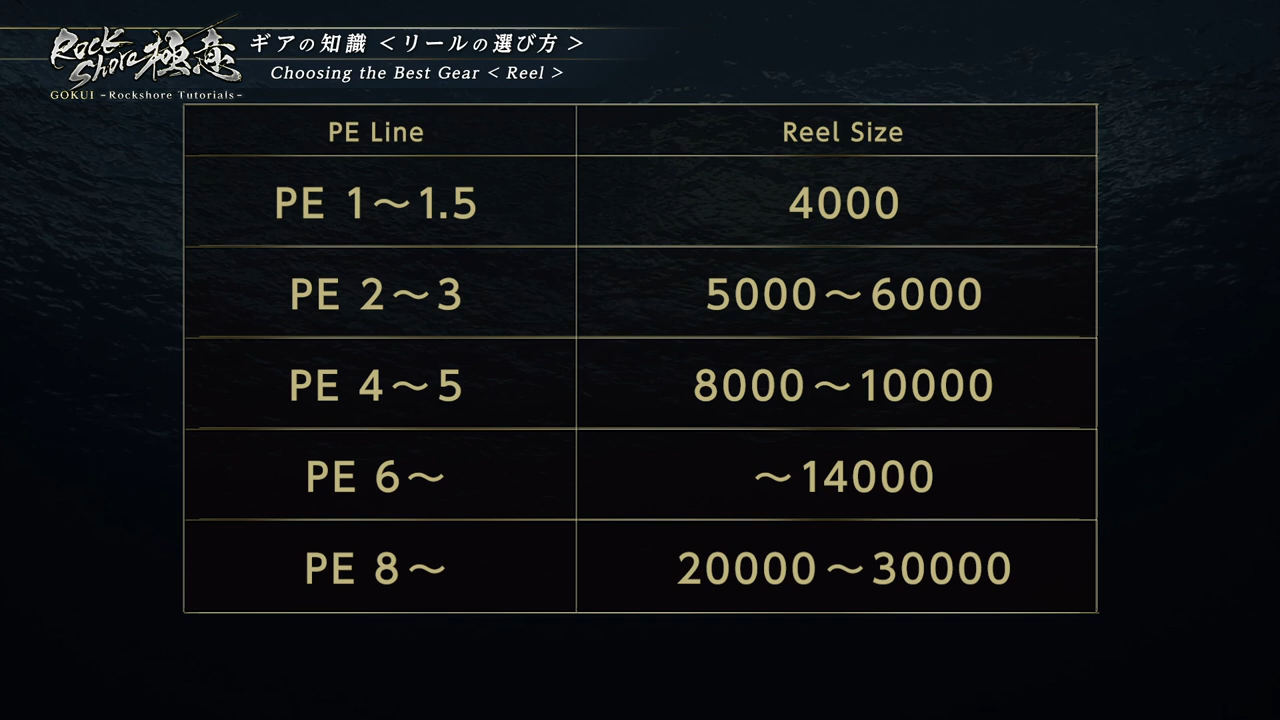 Rock Shore 極意
GOKUI -Rockshore Tutorials-
ギアの知識 ＜リールの選び方 ＞
Choosing the Best Gear < Reel >
PE Line Reel Size
PE 1～1.5 4000
PE 2～3 5000～6000
PE 4～5 8000～10000
PE 6～ ～14000
PE 8～ 20000～30000